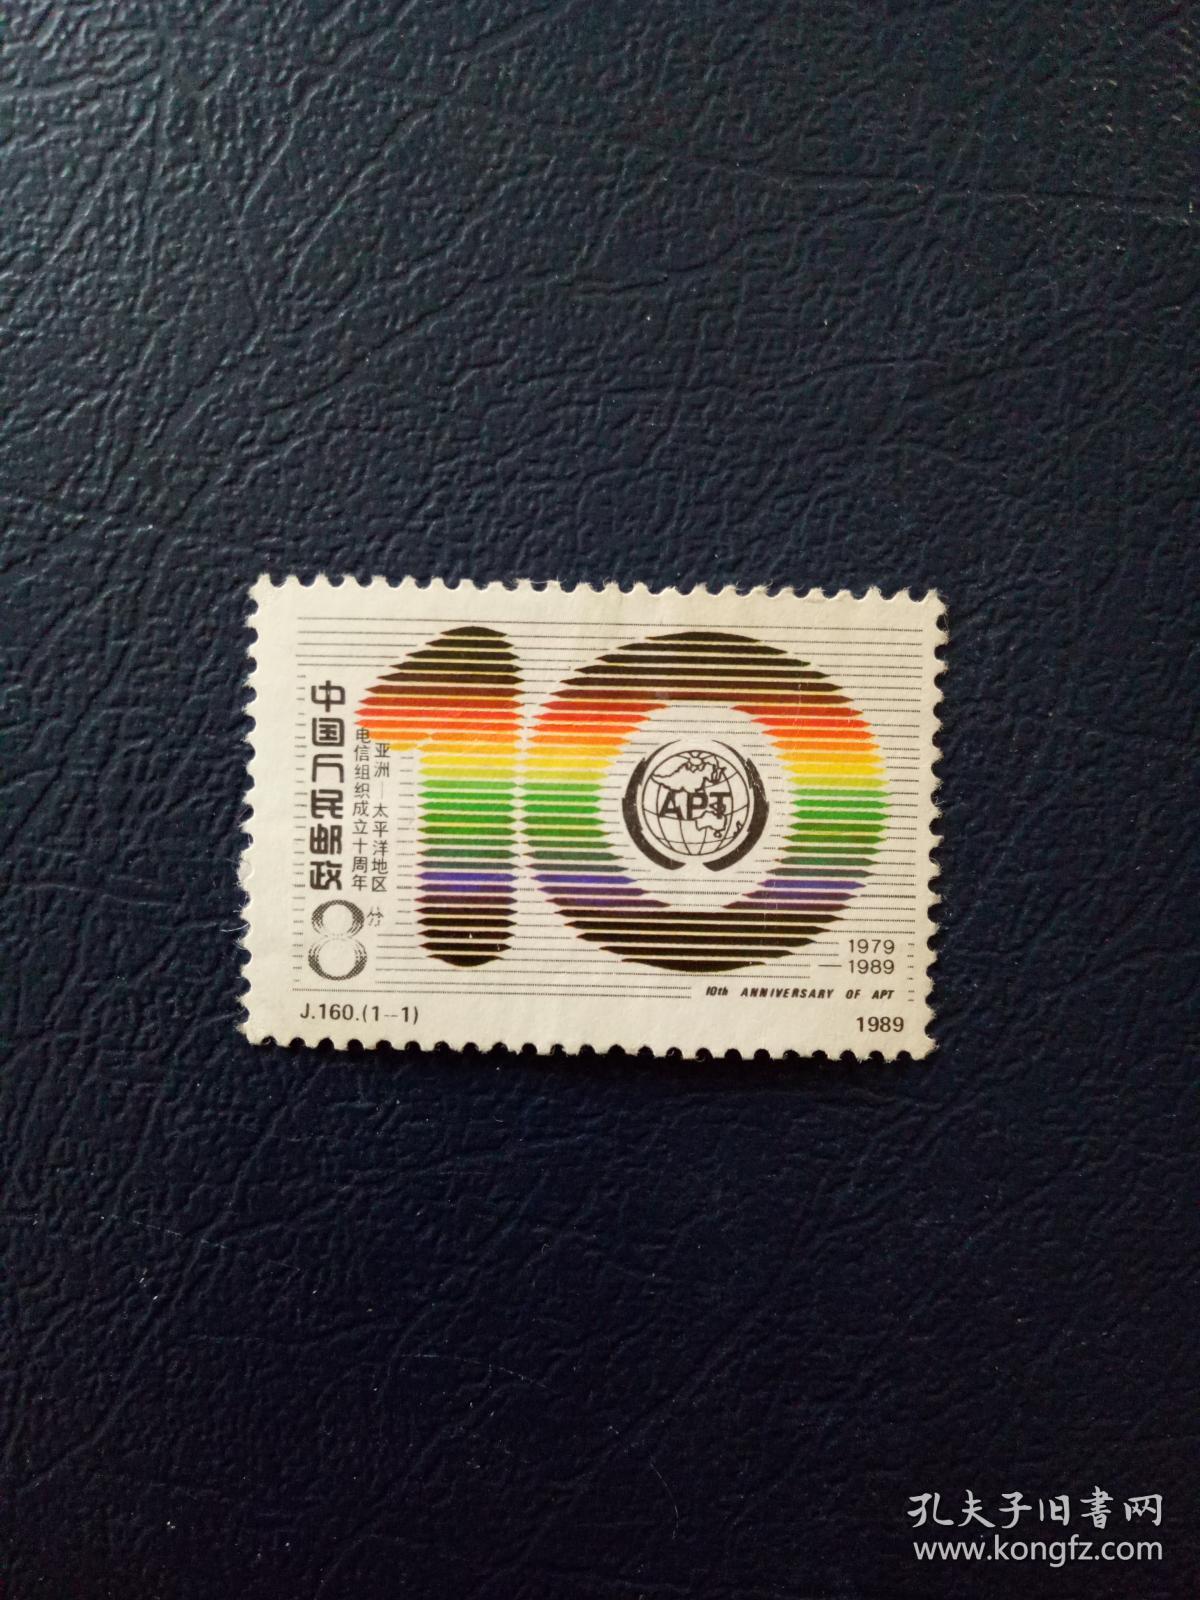 中国人民邮政
亚洲—太平洋地区
电信组织成立十周年
8分
10
APT
1979
—1989
10th ANNIVERSARY OF APT
J.160.(1--1)
1989
孔夫子旧書网
www.kongfz.com